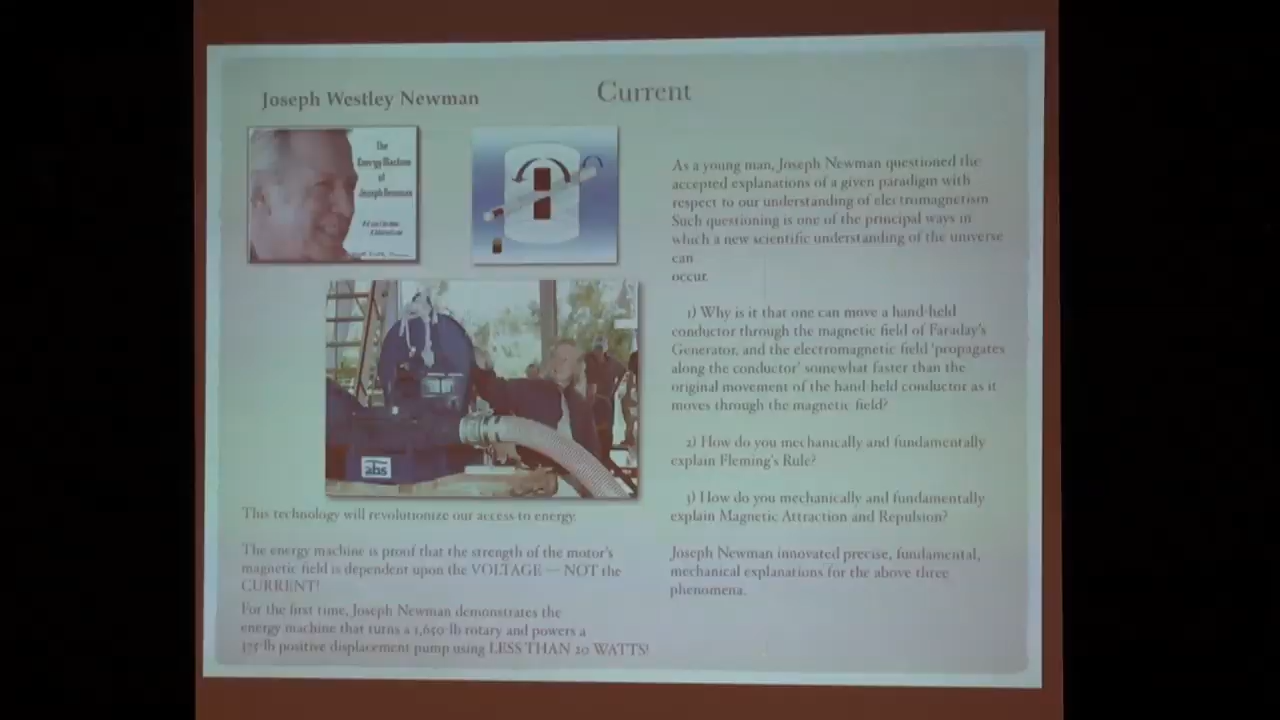 Joseph Westley Newman
Current
The
Energy Machine
of
Joseph Newman
abs
This technology will revolutionize our access to energy.
The energy machine is proof that the strength of the motor's
magnetic field is dependent upon the VOLTAGE — NOT the
CURRENT!
For the first time, Joseph Newman demonstrates the
energy machine that turns a 1,650 lb rotary and powers a
175-lb positive displacement pump using LESS THAN 20 WATTS!
As a young man, Joseph Newman questioned the
accepted explanations of a given paradigm with
respect to our understanding of electromagnetism
Such questioning is one of the principal ways in
which a new scientific understanding of the universe
can
occur.
1) Why is it that one can move a hand-held
conductor through the magnetic field of Faraday's
Generator, and the electromagnetic field 'propagates
along the conductor' somewhat faster than the
original movement of the hand held conductor as it
moves through the magnetic field?
2) How do you mechanically and fundamentally
explain Fleming's Rule?
3) How do you mechanically and fundamentally
explain Magnetic Attraction and Repulsion?
Joseph Newman innovated precise, fundamental,
mechanical explanations for the above three
phenomena.